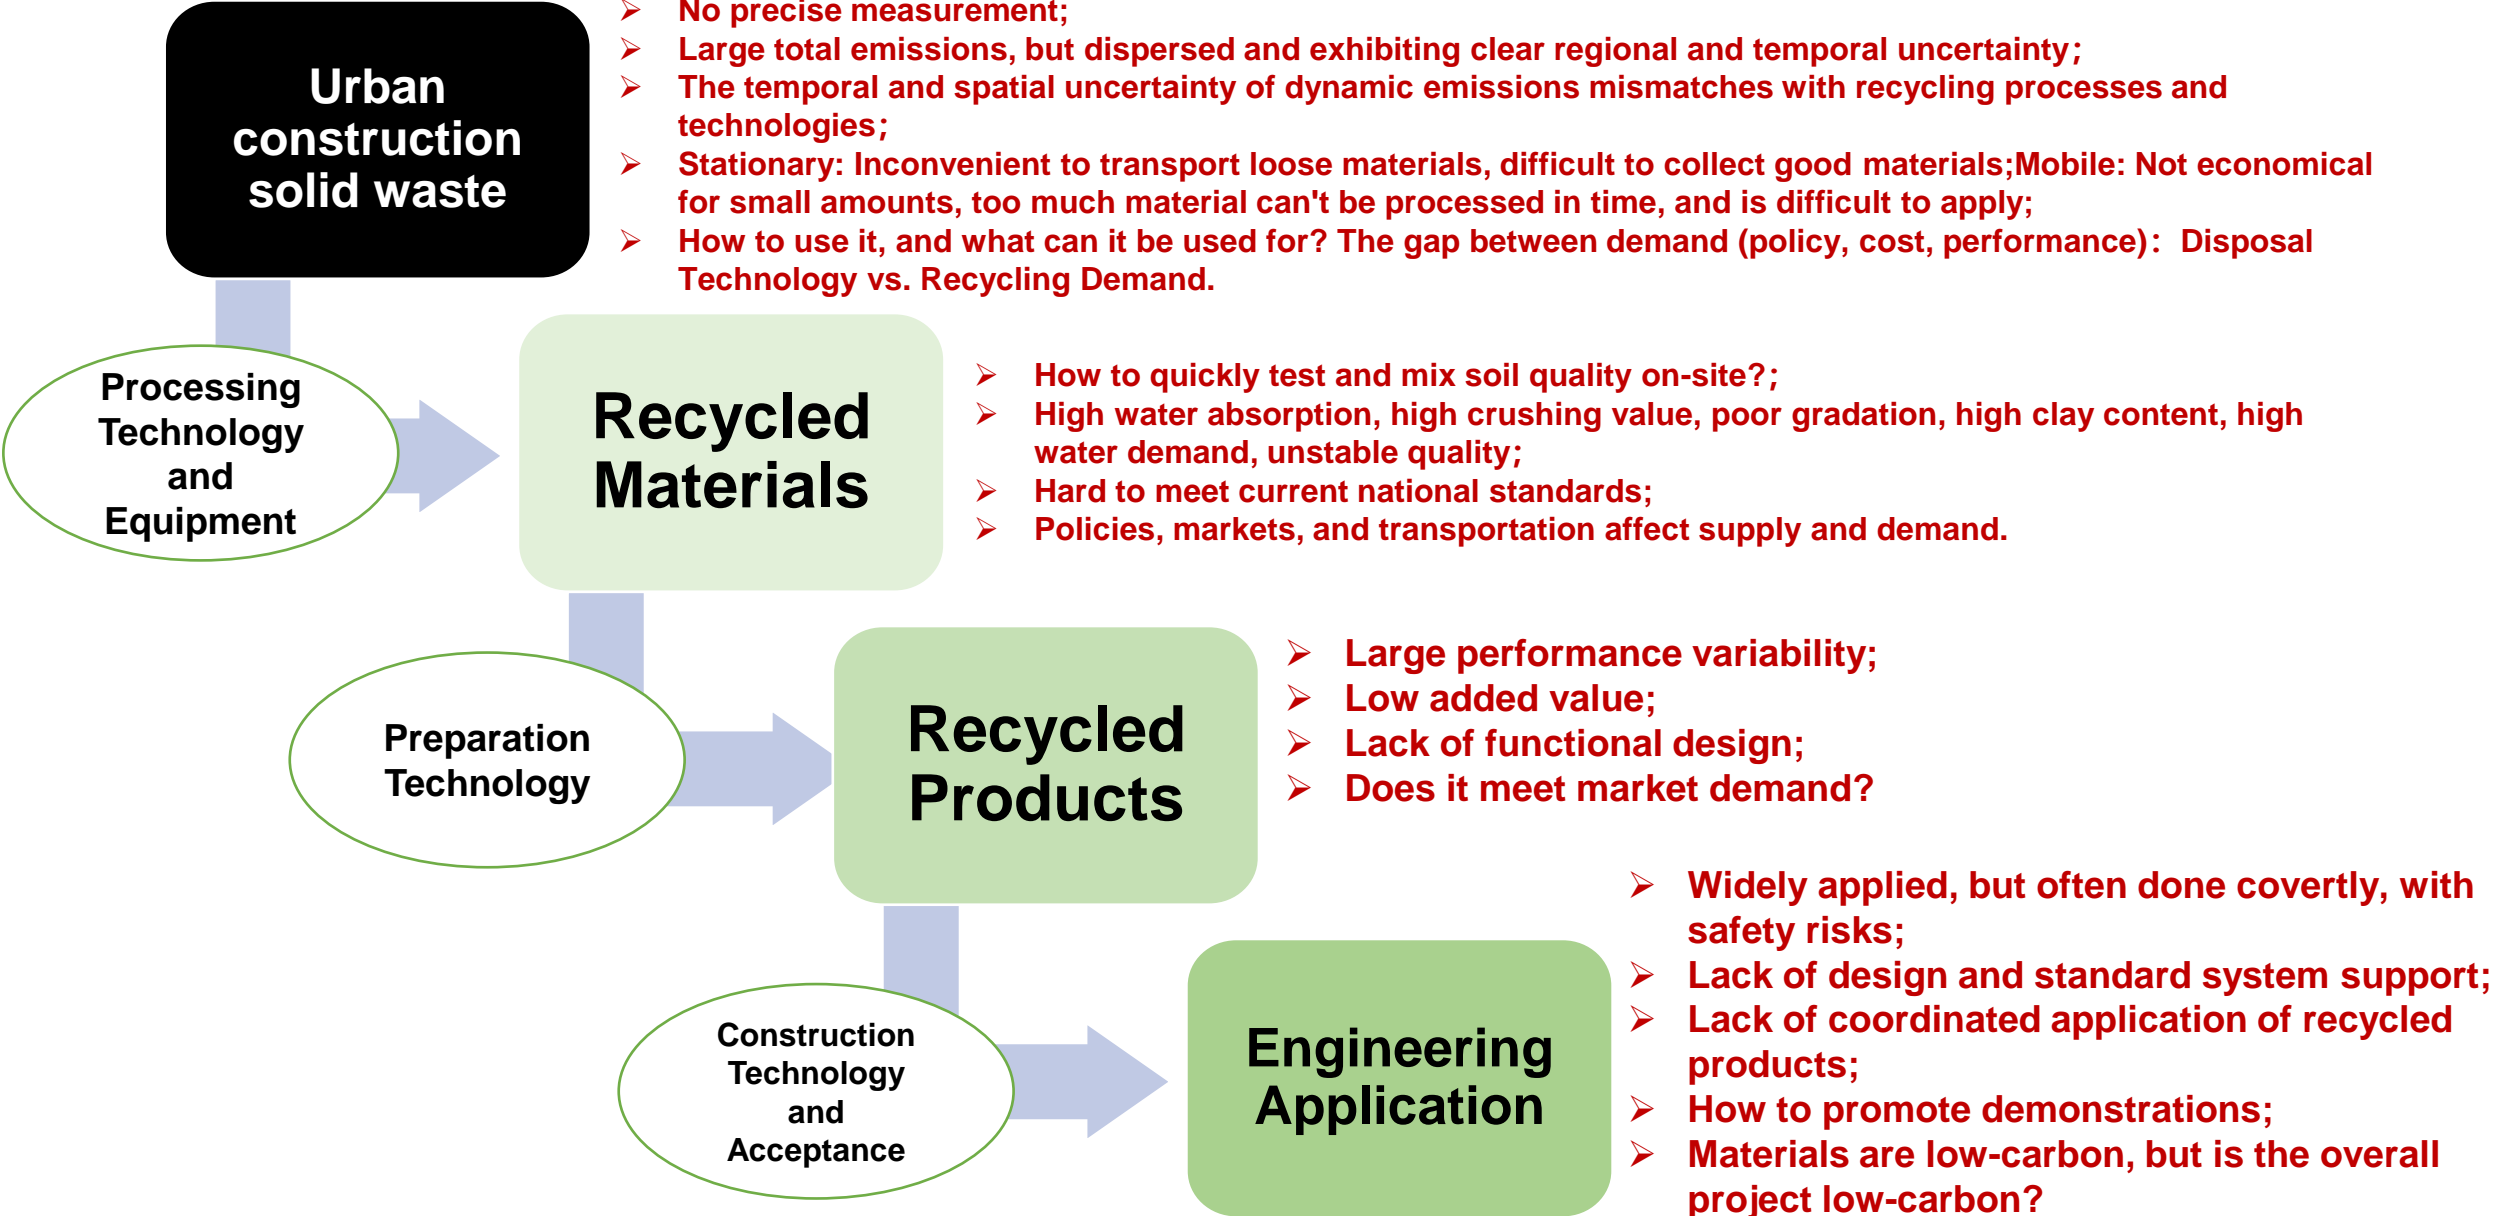 Urban
construction
solid waste
No precise measurement;
Large total emissions, but dispersed and exhibiting clear regional and temporal uncertainty;
The temporal and spatial uncertainty of dynamic emissions mismatches with recycling processes and
technologies;
Stationary: Inconvenient to transport loose materials, difficult to collect good materials;Mobile: Not economical
for small amounts, too much material can't be processed in time, and is difficult to apply;
How to use it, and what can it be used for? The gap between demand (policy, cost, performance)： Disposal
Technology vs. Recycling Demand.
Processing
Technology
and
Equipment
Recycled
Materials
How to quickly test and mix soil quality on-site?;
High water absorption, high crushing value, poor gradation, high clay content, high
water demand, unstable quality;
Hard to meet current national standards;
Policies, markets, and transportation affect supply and demand.
Preparation
Technology
Recycled
Products
Large performance variability;
Low added value;
Lack of functional design;
Does it meet market demand?
Construction
Technology
and
Acceptance
Engineering
Application
Widely applied, but often done covertly, with
safety risks;
Lack of design and standard system support;
Lack of coordinated application of recycled
products;
How to promote demonstrations;
Materials are low-carbon, but is the overall
project low-carbon?